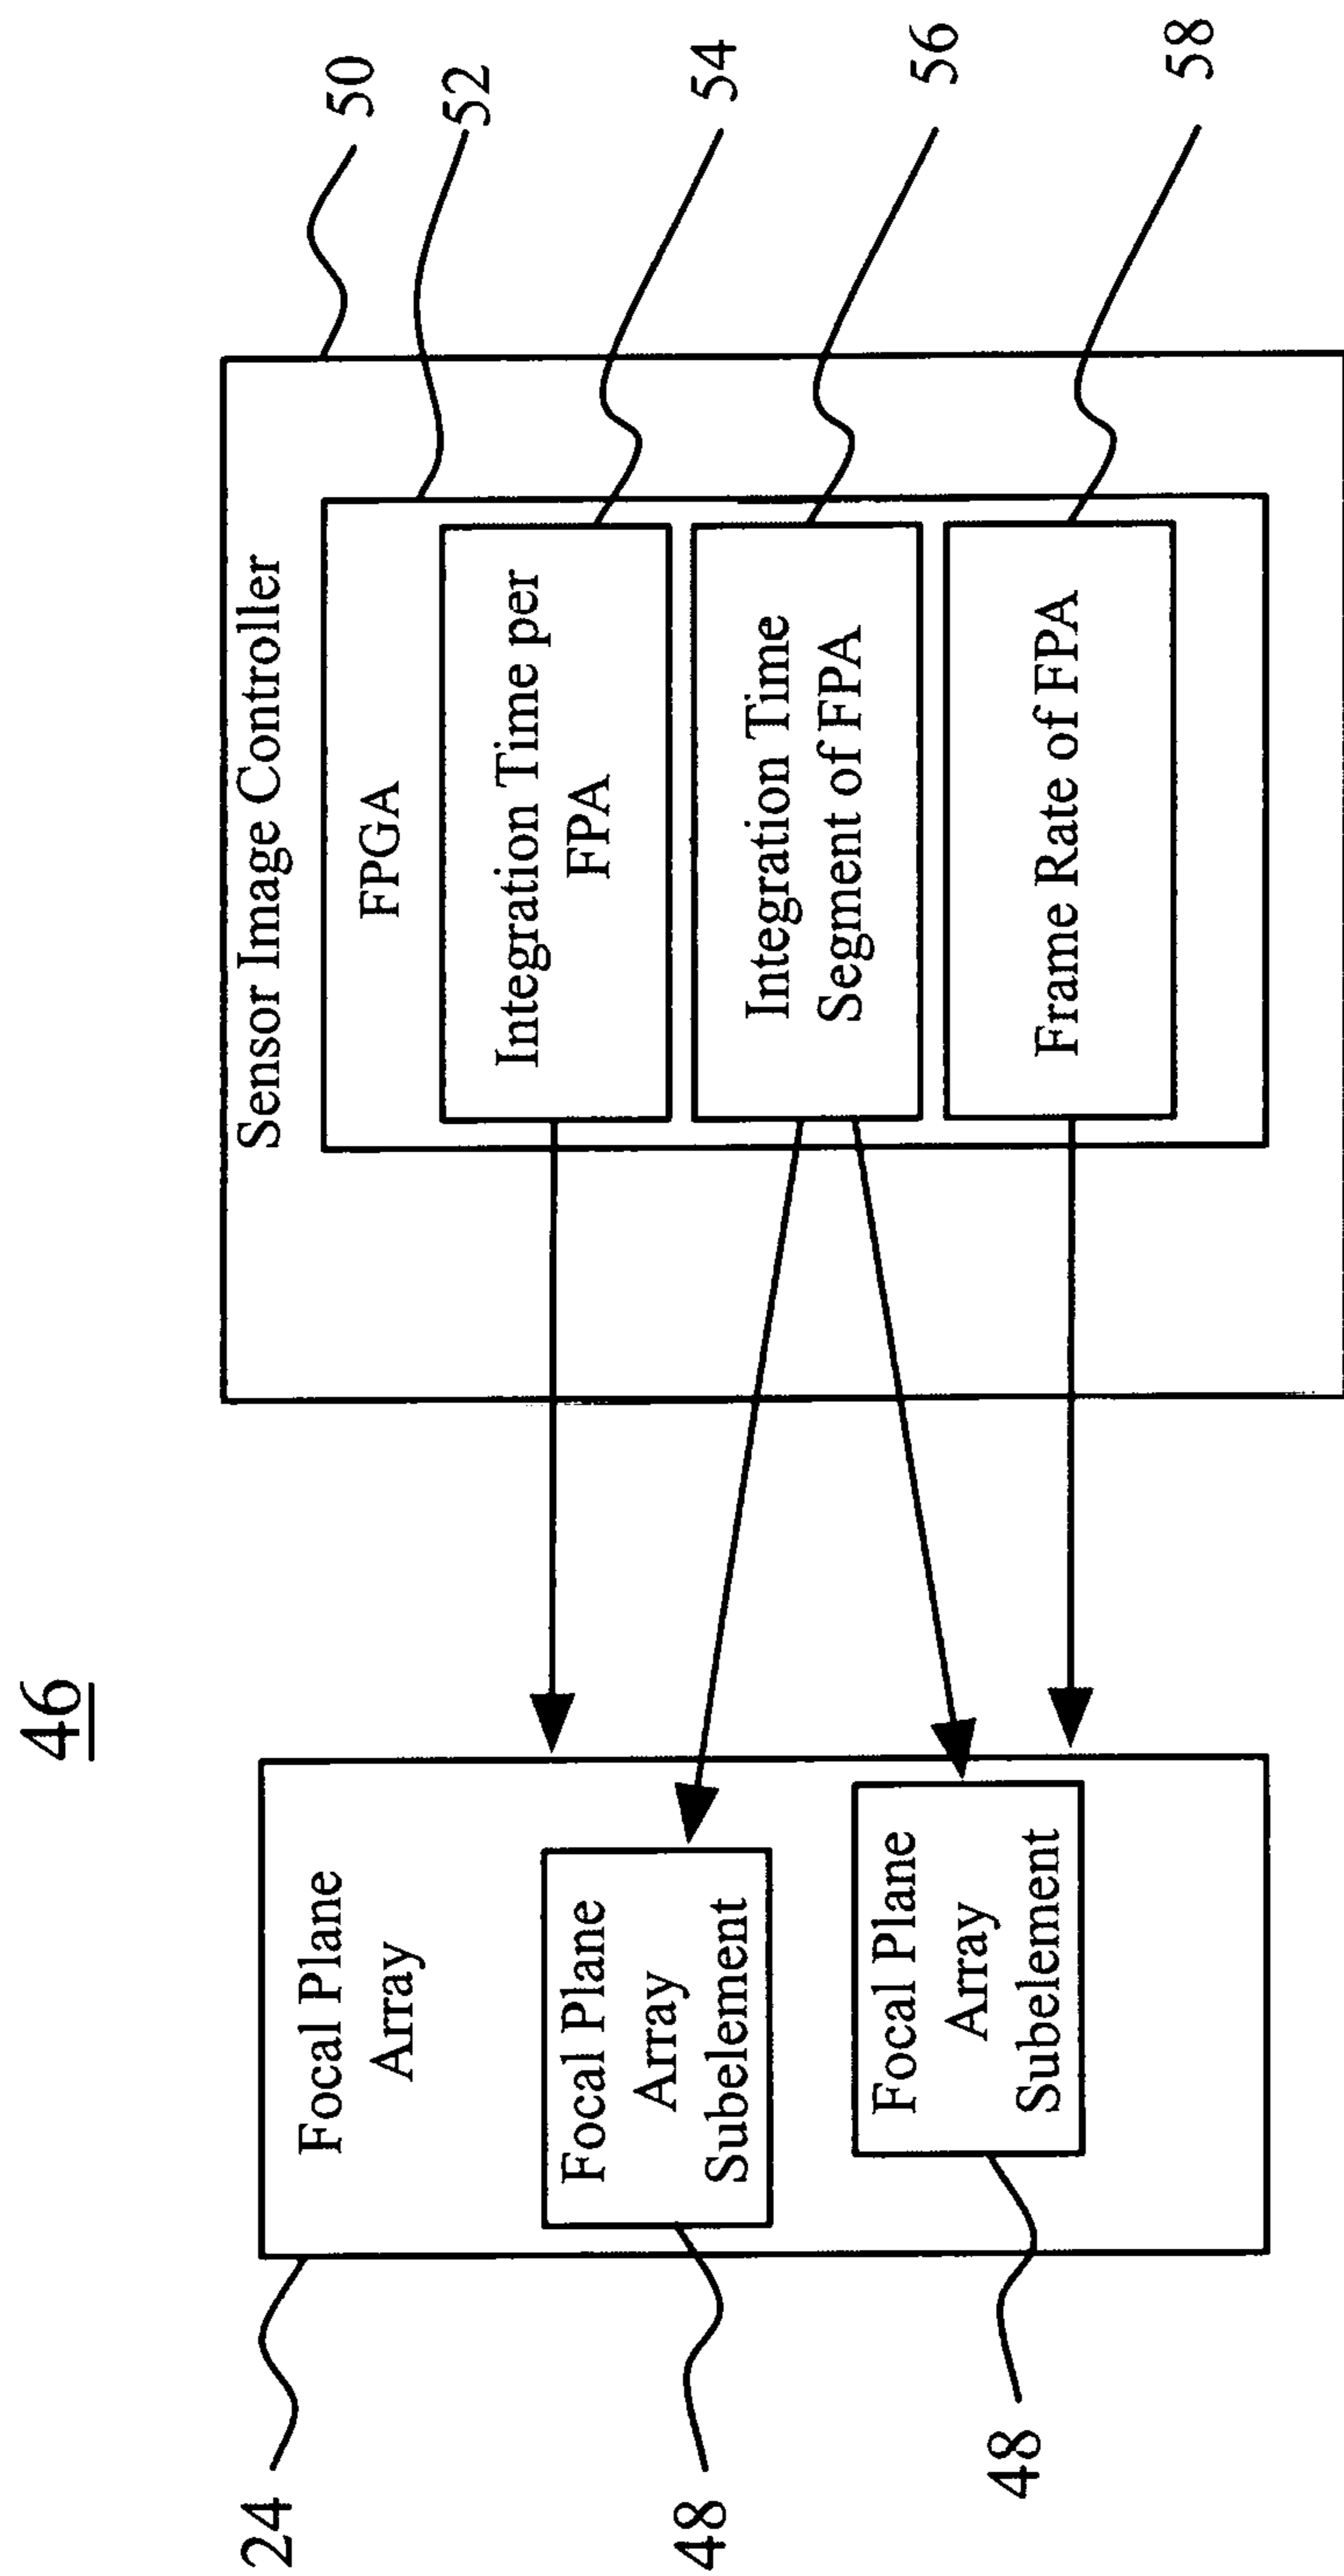 46
Focal Plane
Array
Focal Plane
Array
Subelement
Focal Plane
Array
Subelement
24
48
48
Sensor Image Controller
FPGA
Integration Time per
FPA
Integration Time
Segment of FPA
Frame Rate of FPA
50
52
54
56
58